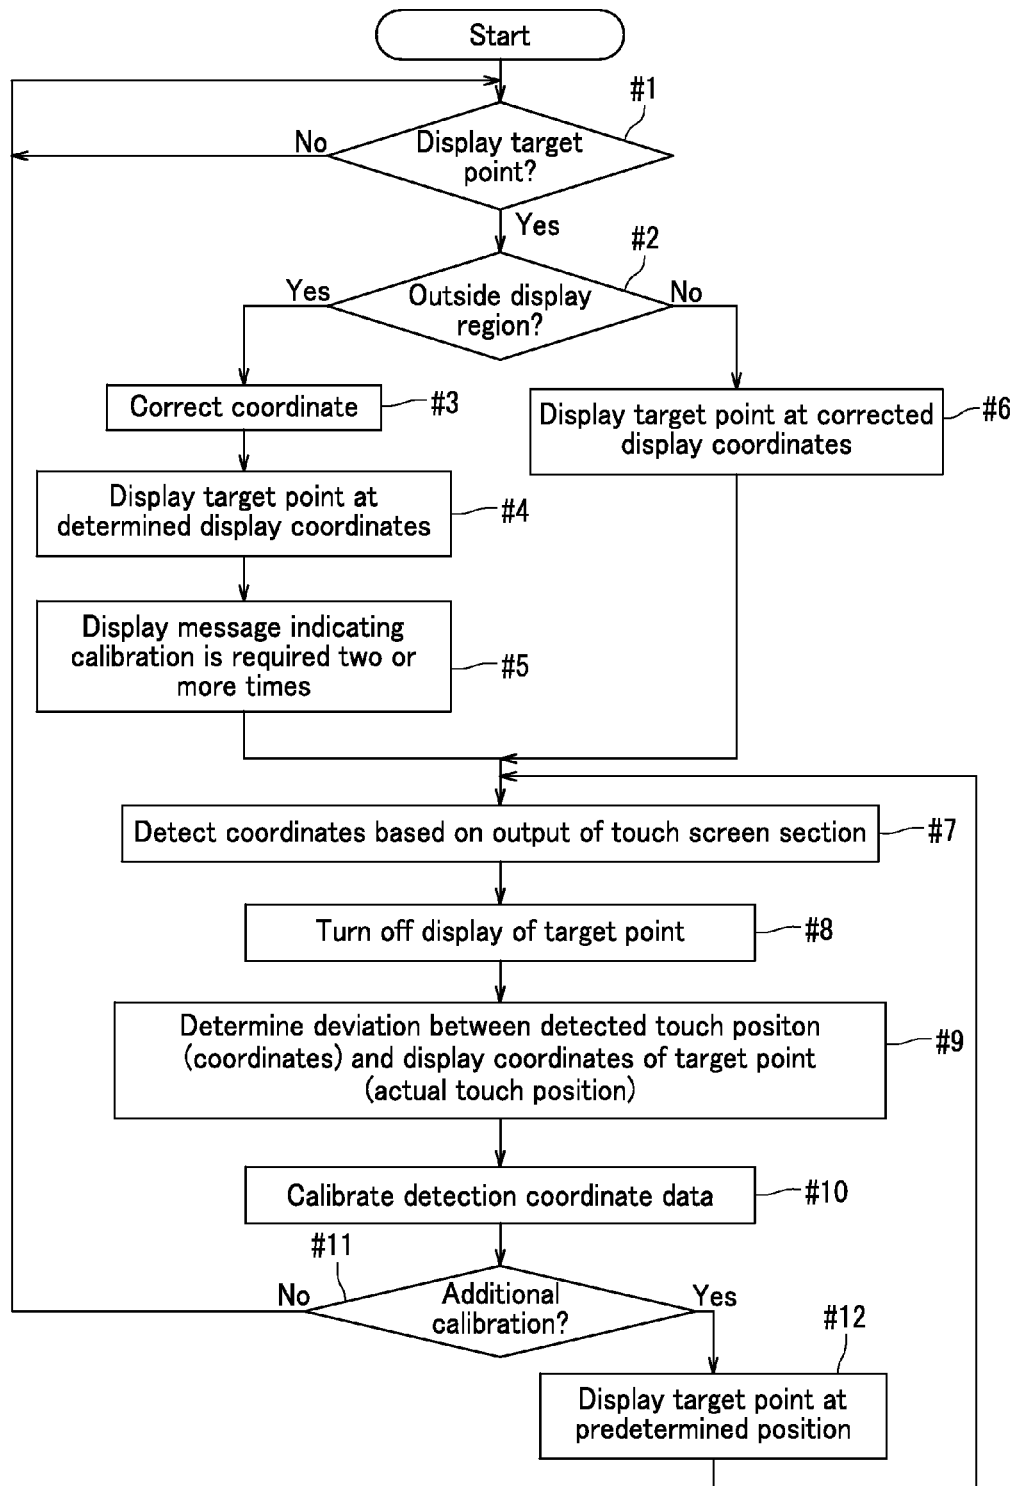 Start
#1
No
Display target
point?
Yes
#2
Yes
Outside display
region?
No
Correct coordinate
#3
Display target point at corrected
display coordinates
#6
Display target point at
determined display coordinates
#4
Display message indicating
calibration is required two or
more times
#5
Detect coordinates based on output of touch screen section
#7
Turn off display of target point
#8
Determine deviation between detected touch positon
(coordinates) and display coordinates of target point
(actual touch position)
#9
Calibrate detection coordinate data
#10
#11
No
Additional
calibration?
Yes
#12
Display target point at
predetermined position